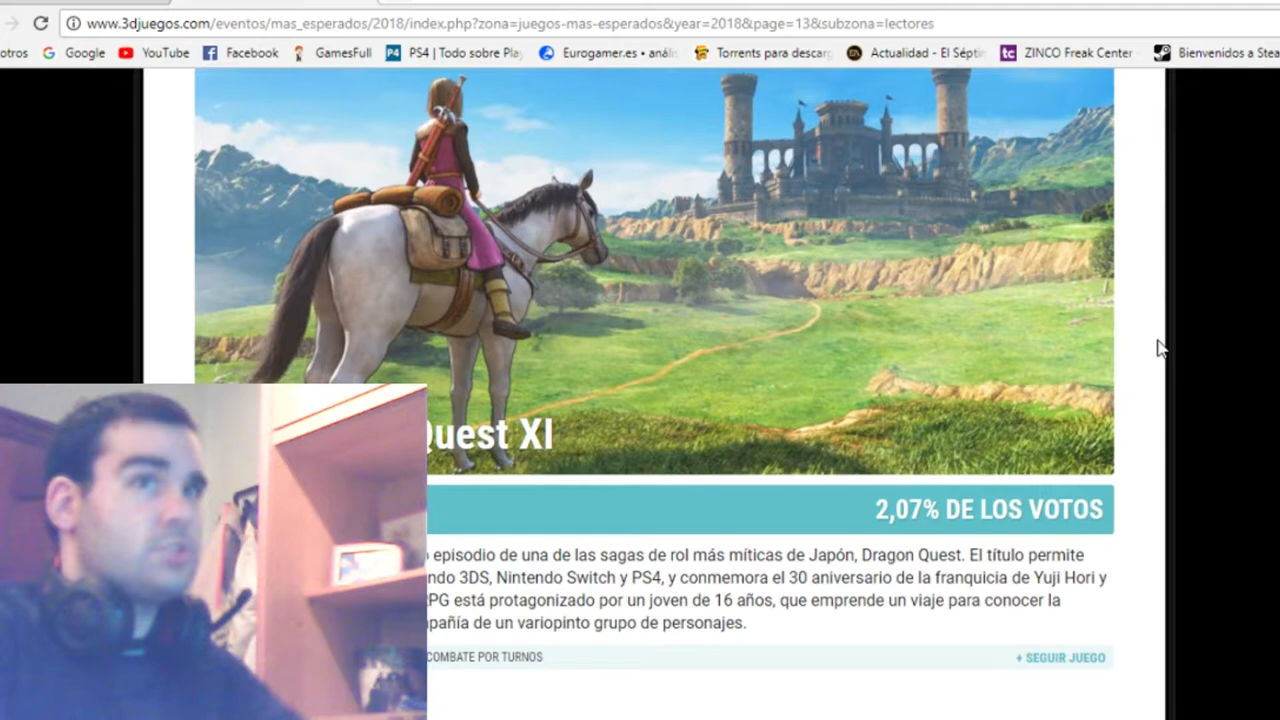 www.3djuegos.com/eventos/mas_esperados/2018/index.php?zona=juegos-mas-esperados&year=2018&page=13&subzona=lectores
otros Google YouTube Facebook GamesFull PS4 | Todo sobre Play Eurogamer.es • anális Torrents para descarg Actualidad - El Séptim ZINCO Freak Center Bienvenidos a Stea
Quest XI
2,07% DE LOS VOTOS
episodio de una de las sagas de rol más míticas de Japón, Dragon Quest. El título permite
ndo 3DS, Nintendo Switch y PS4, y conmemora el 30 aniversario de la franquicia de Yuji Hori y
RPG está protagonizado por un joven de 16 años, que emprende un viaje para conocer la
pañía de un variopinto grupo de personajes.
COMBATE POR TURNOS
+ SEGUIR JUEGO